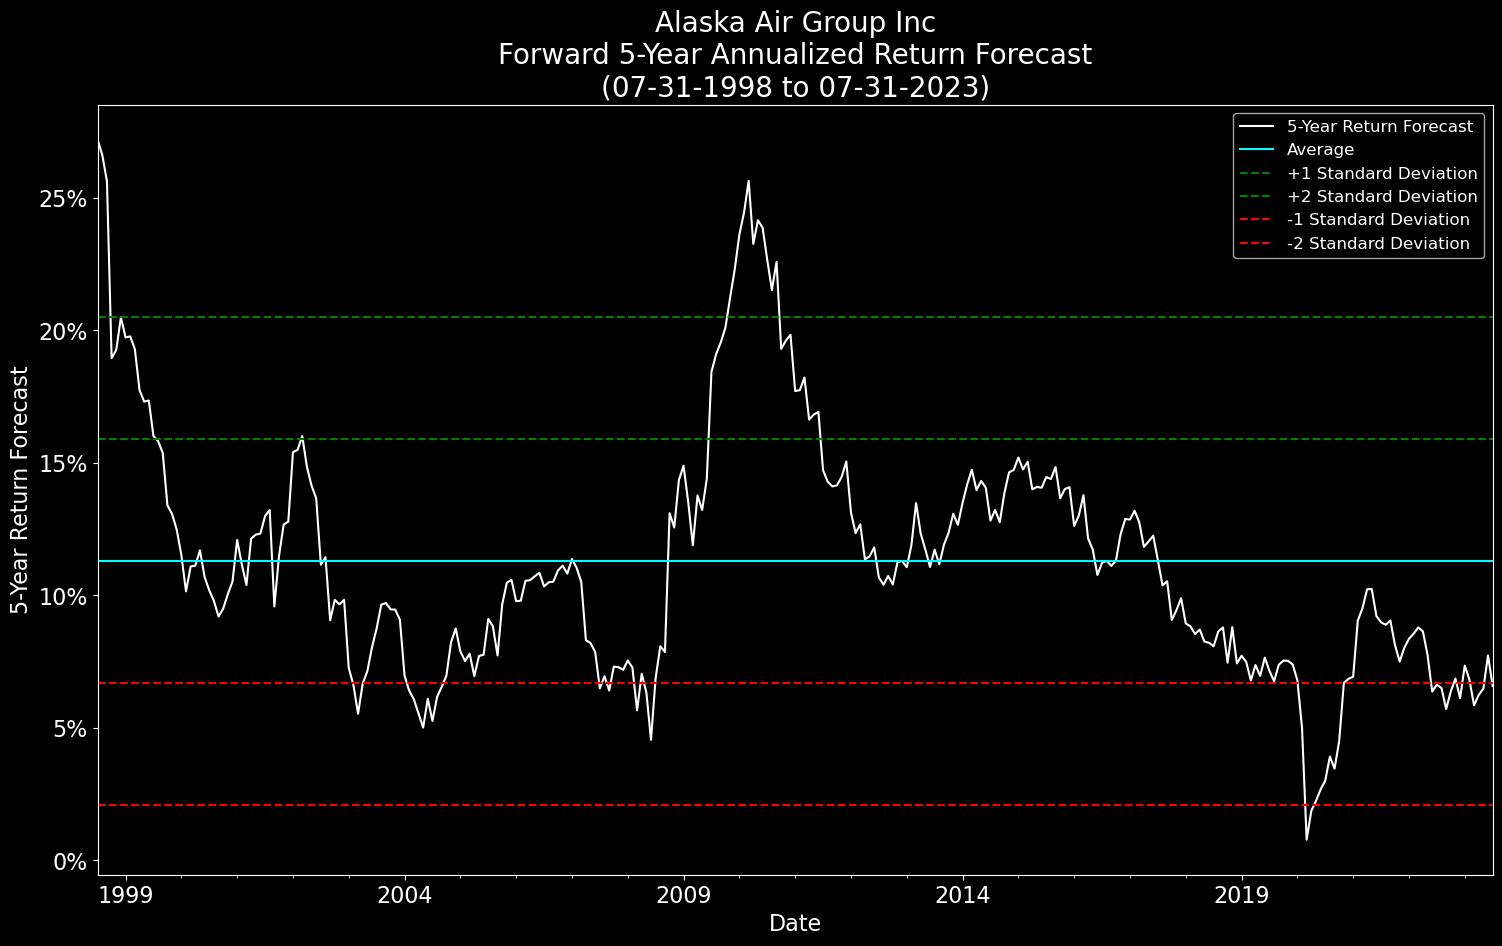 Alaska Air Group Inc
Forward 5-Year Annualized Return Forecast
(07-31-1998 to 07-31-2023)
5-Year Return Forecast
Average
+1 Standard Deviation
+2 Standard Deviation
-1 Standard Deviation
-2 Standard Deviation
5-Year Return Forecast
25%
20%
15%
10%
5%
0%
1999
2004
2009
2014
2019
Date